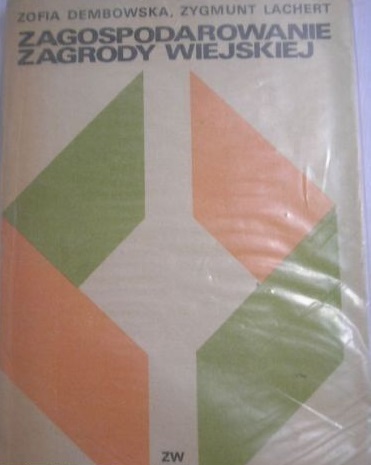 ZOFIA DEMBOWSKA, ZYGMUNT LACHERT
ZAGOSPODAROWANIE
ZAGRODY WIEJSKIEJ
ZW